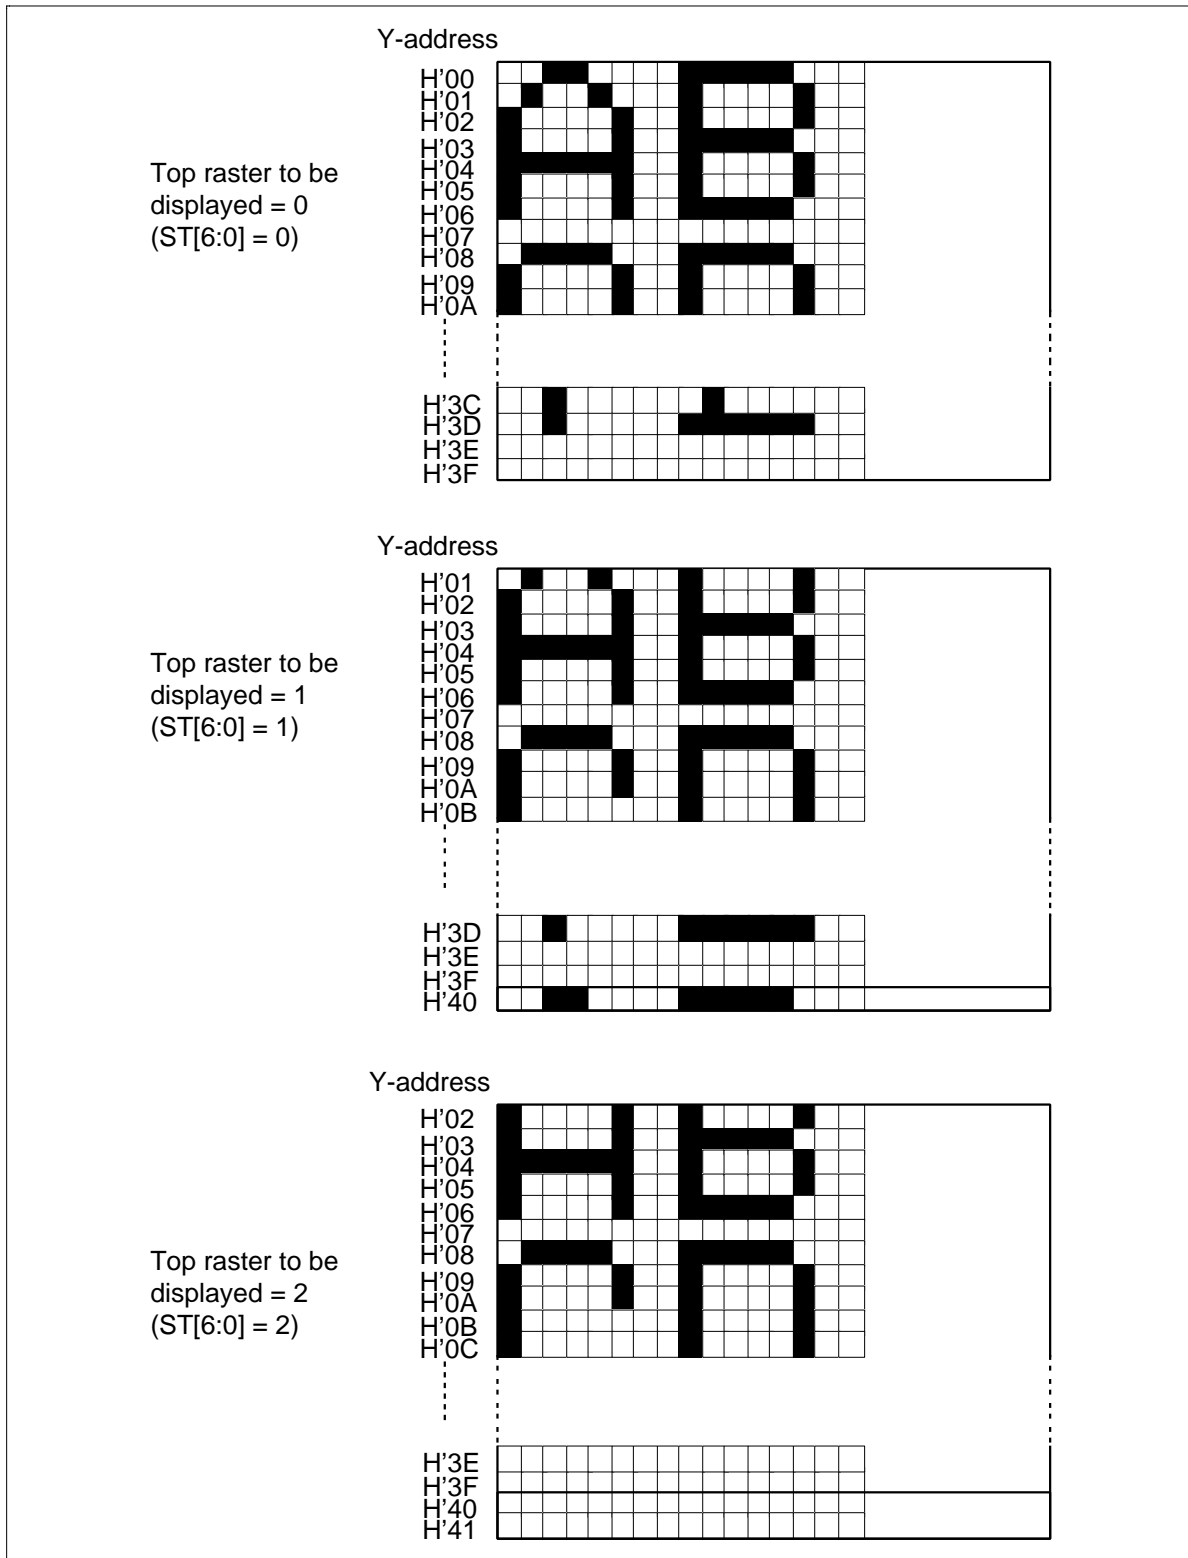 Y-address
H’00
H’01
H’02
H’03
H’04
H’05
H’06
H’07
H’08
H’09
H’0A
Top raster to be
displayed = 0
(ST[6:0] = 0)
H’3C
H’3D
H’3E
H’3F
Y-address
H’01
H’02
H’03
H’04
H’05
H’06
H’07
H’08
H’09
H’0A
H’0B
Top raster to be
displayed = 1
(ST[6:0] = 1)
H’3D
H’3E
H’3F
H’40
Y-address
H’02
H’03
H’04
H’05
H’06
H’07
H’08
H’09
H’0A
H’0B
H’0C
Top raster to be
displayed = 2
(ST[6:0] = 2)
H’3E
H’3F
H’40
H’41